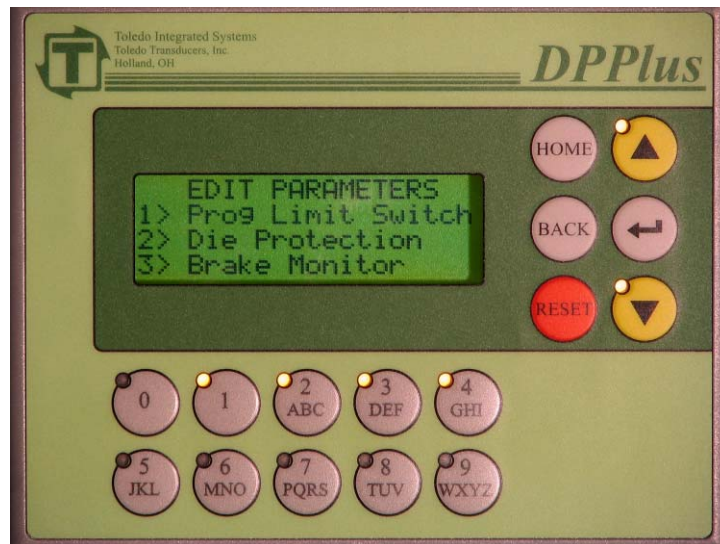 T
Toledo Integrated Systems
Toledo Transducers, Inc.
Holland, OH
DPPlus
EDIT PARAMETERS
1> Prog Limit Switch
2> Die Protection
3> Brake Monitor
HOME
BACK
RESET
0
1
2
ABC
3
DEF
4
GHI
5
JKL
6
MNO
7
PQRS
8
TUV
9
WXYZ